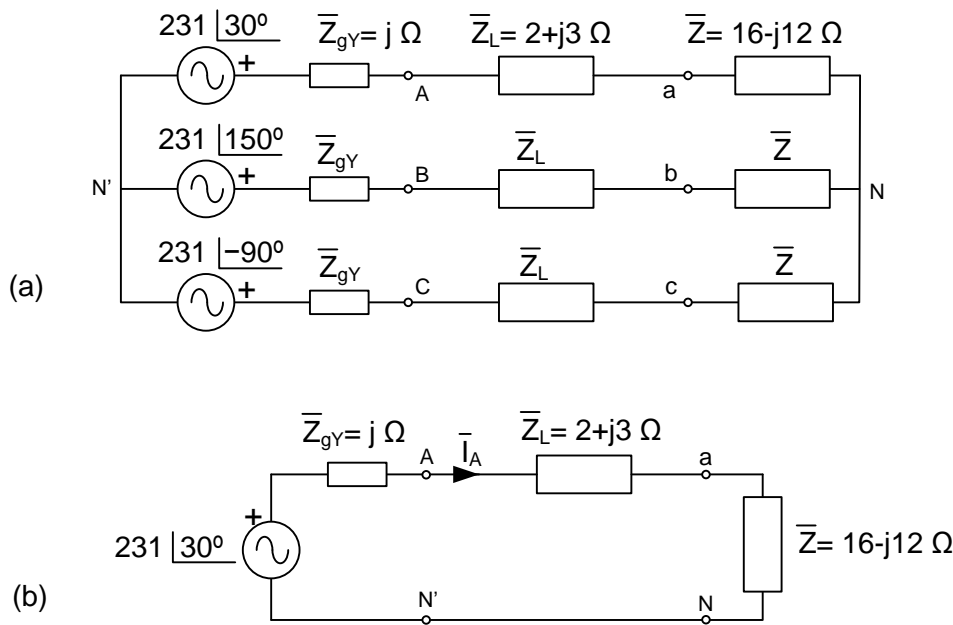 231 30º Z̅gY= j Ω Z̅L= 2+j3 Ω Z̅= 16-j12 Ω
+ A a
231 150º Z̅gY Z̅L Z̅
N' + B b N
231 −90º Z̅gY Z̅L Z̅
(a) + C c
Z̅gY= j Ω A I̅A Z̅L= 2+j3 Ω a
+
231 30º Z̅= 16-j12 Ω
(b) N' N